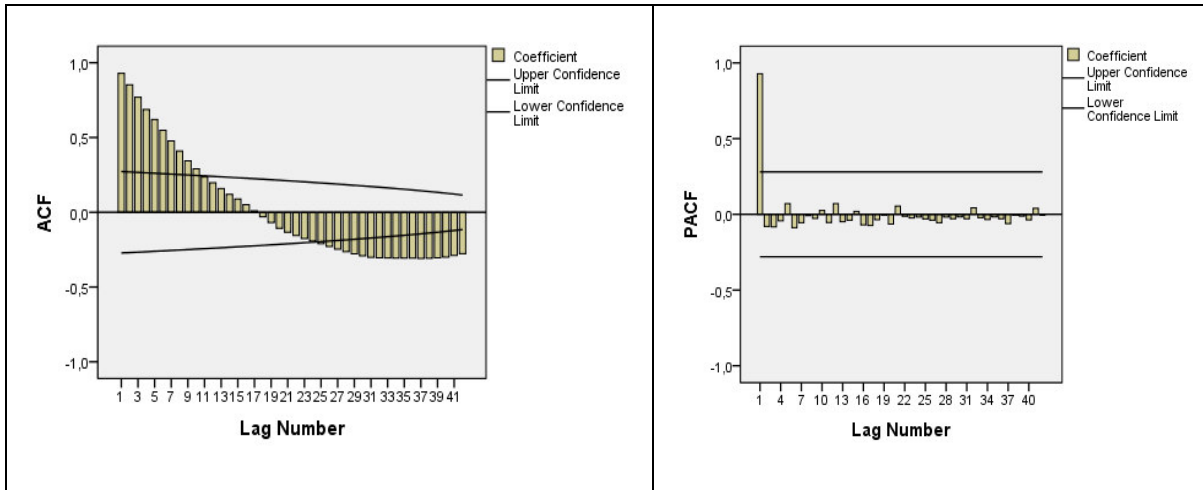 1,0
0,5
0,0
-0,5
-1,0
ACF
1 3 5 7 9 11 13 15 17 19 21 23 25 27 29 31 33 35 37 39 41
Lag Number
Coefficient
Upper Confidence
Limit
Lower Confidence
Limit
1,0
0,5
0,0
-0,5
-1,0
PACF
1 4 7 10 13 16 19 22 25 28 31 34 37 40
Lag Number
Coefficient
Upper Confidence
Limit
Lower
Confidence Limit